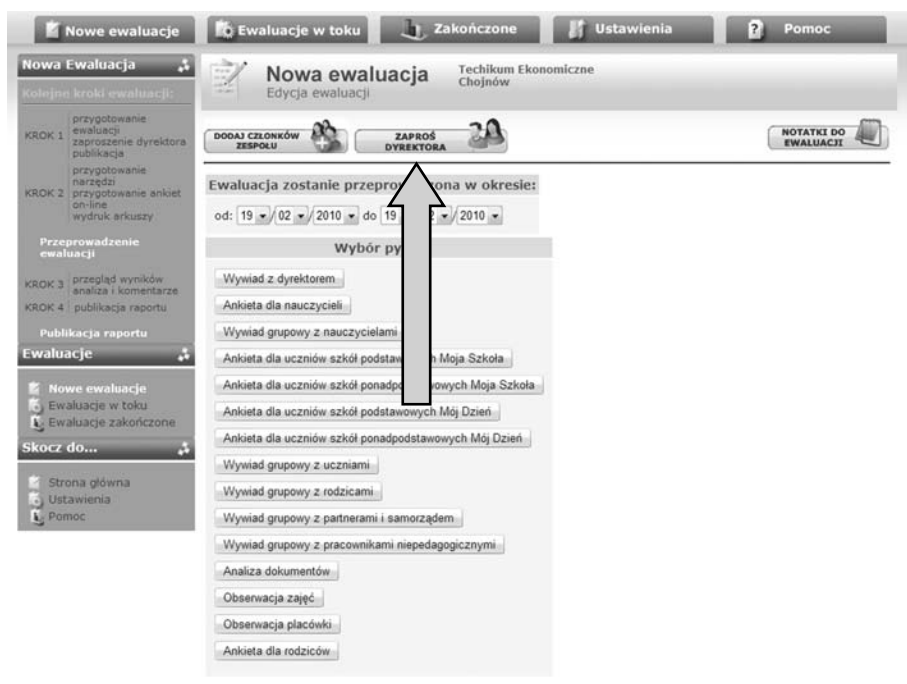 Nowe ewaluacje
Ewaluacje w toku
Zakończone
Ustawienia
Pomoc
Nowa Ewaluacja
Kolejne kroki ewaluacji:
KROK 1
przygotowanie
ewaluacji
zaproszenie dyrektora
publikacja
KROK 2
przygotowanie
narzędzi
przygotowanie ankiet
on-line
wydruk arkuszy
Przeprowadzenie
ewaluacji
KROK 3
przegląd wyników
analiza i komentarze
KROK 4
publikacja raportu
Publikacja raportu
Ewaluacje
Nowe ewaluacje
Ewaluacje w toku
Ewaluacje zakończone
Skocz do...
Strona główna
Ustawienia
Pomoc
Nowa ewaluacja
Edycja ewaluacji
Techikum Ekonomiczne
Chojnów
DODAJ CZŁONKÓW
ZESPOŁU
ZAPROŚ
DYREKTORA
NOTATKI DO
EWALUACJI
Ewaluacja zostanie przepro ona w okresie:
od: 19 / 02 / 2010 do 19 2 / 2010
Wybór py
Wywiad z dyrektorem
Ankieta dla nauczycieli
Wywiad grupowy z nauczycielami
Ankieta dla uczniów szkół podstaw ch Moja Szkoła
Ankieta dla uczniów szkół ponadpo owych Moja Szkoła
Ankieta dla uczniów szkół podstawowych Mój Dzień
Ankieta dla uczniów szkół ponadpodstawowych Mój Dzień
Wywiad grupowy z uczniami
Wywiad grupowy z rodzicami
Wywiad grupowy z partnerami i samorządem
Wywiad grupowy z pracownikami niepedagogicznymi
Analiza dokumentów
Obserwacja zajęć
Obserwacja placówki
Ankieta dla rodziców